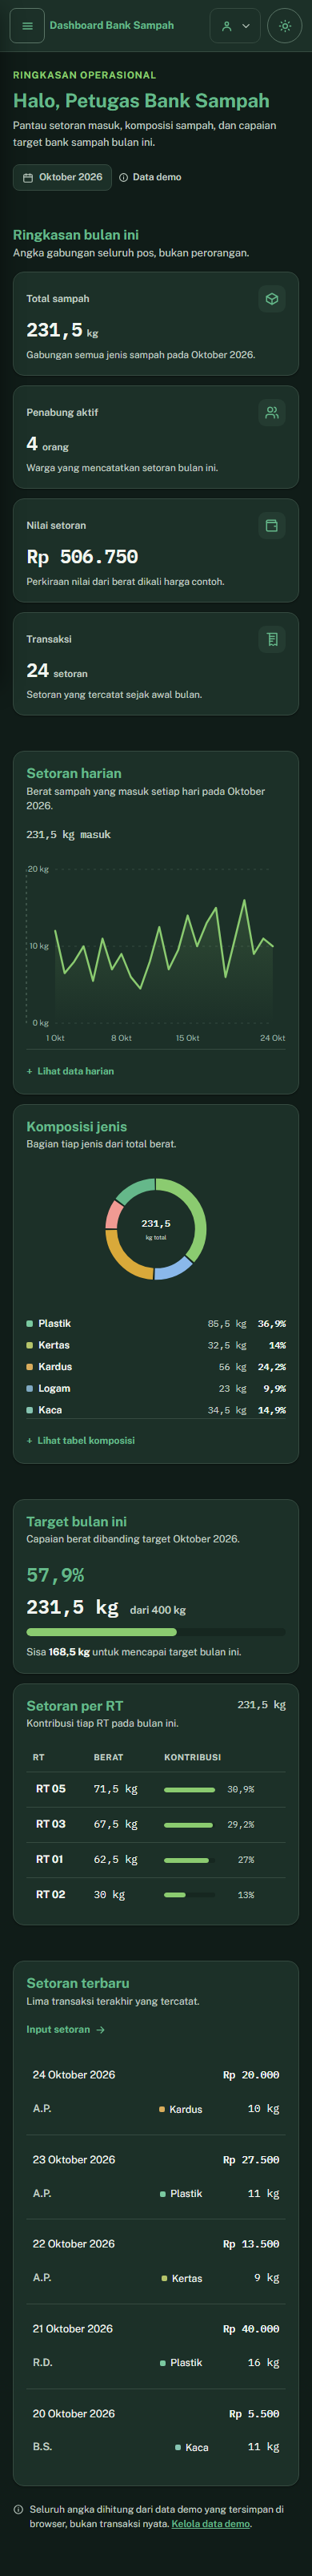 Dashboard Bank Sampah
RINGKASAN OPERASIONAL
Halo, Petugas Bank Sampah
Pantau setoran masuk, komposisi sampah, dan capaian
target bank sampah bulan ini.
Oktober 2026
Data demo
Ringkasan bulan ini
Angka gabungan seluruh pos, bukan perorangan.
Total sampah
231,5 kg
Gabungan semua jenis sampah pada Oktober 2026.
Penabung aktif
4 orang
Warga yang mencatatkan setoran bulan ini.
Nilai setoran
Rp 506.750
Perkiraan nilai dari berat dikali harga contoh.
Transaksi
24 setoran
Setoran yang tercatat sejak awal bulan.
Setoran harian
Berat sampah yang masuk setiap hari pada Oktober
2026.
231,5 kg masuk
20 kg
10 kg
0 kg
1 Okt 8 Okt 15 Okt 24 Okt
+ Lihat data harian
Komposisi jenis
Bagian tiap jenis dari total berat.
231,5
kg total
Plastik 85,5 kg 36,9%
Kertas 32,5 kg 14%
Kardus 56 kg 24,2%
Logam 23 kg 9,9%
Kaca 34,5 kg 14,9%
+ Lihat tabel komposisi
Target bulan ini
Capaian berat dibanding target Oktober 2026.
57,9%
231,5 kg dari 400 kg
Sisa 168,5 kg untuk mencapai target bulan ini.
Setoran per RT 231,5 kg
Kontribusi tiap RT pada bulan ini.
RT BERAT KONTRIBUSI
RT 05 71,5 kg 30,9%
RT 03 67,5 kg 29,2%
RT 01 62,5 kg 27%
RT 02 30 kg 13%
Setoran terbaru
Lima transaksi terakhir yang tercatat.
Input setoran →
24 Oktober 2026 Rp 20.000
A.P. Kardus 10 kg
23 Oktober 2026 Rp 27.500
A.P. Plastik 11 kg
22 Oktober 2026 Rp 13.500
A.P. Kertas 9 kg
21 Oktober 2026 Rp 40.000
R.D. Plastik 16 kg
20 Oktober 2026 Rp 5.500
B.S. Kaca 11 kg
Seluruh angka dihitung dari data demo yang tersimpan di
browser, bukan transaksi nyata. Kelola data demo.